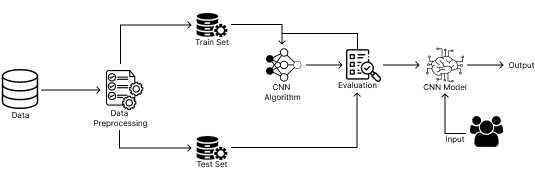 Train Set
Data
Data
Preprocessing
CNN
Algorithm
Evaluation
CNN Model
Output
Test Set
Input